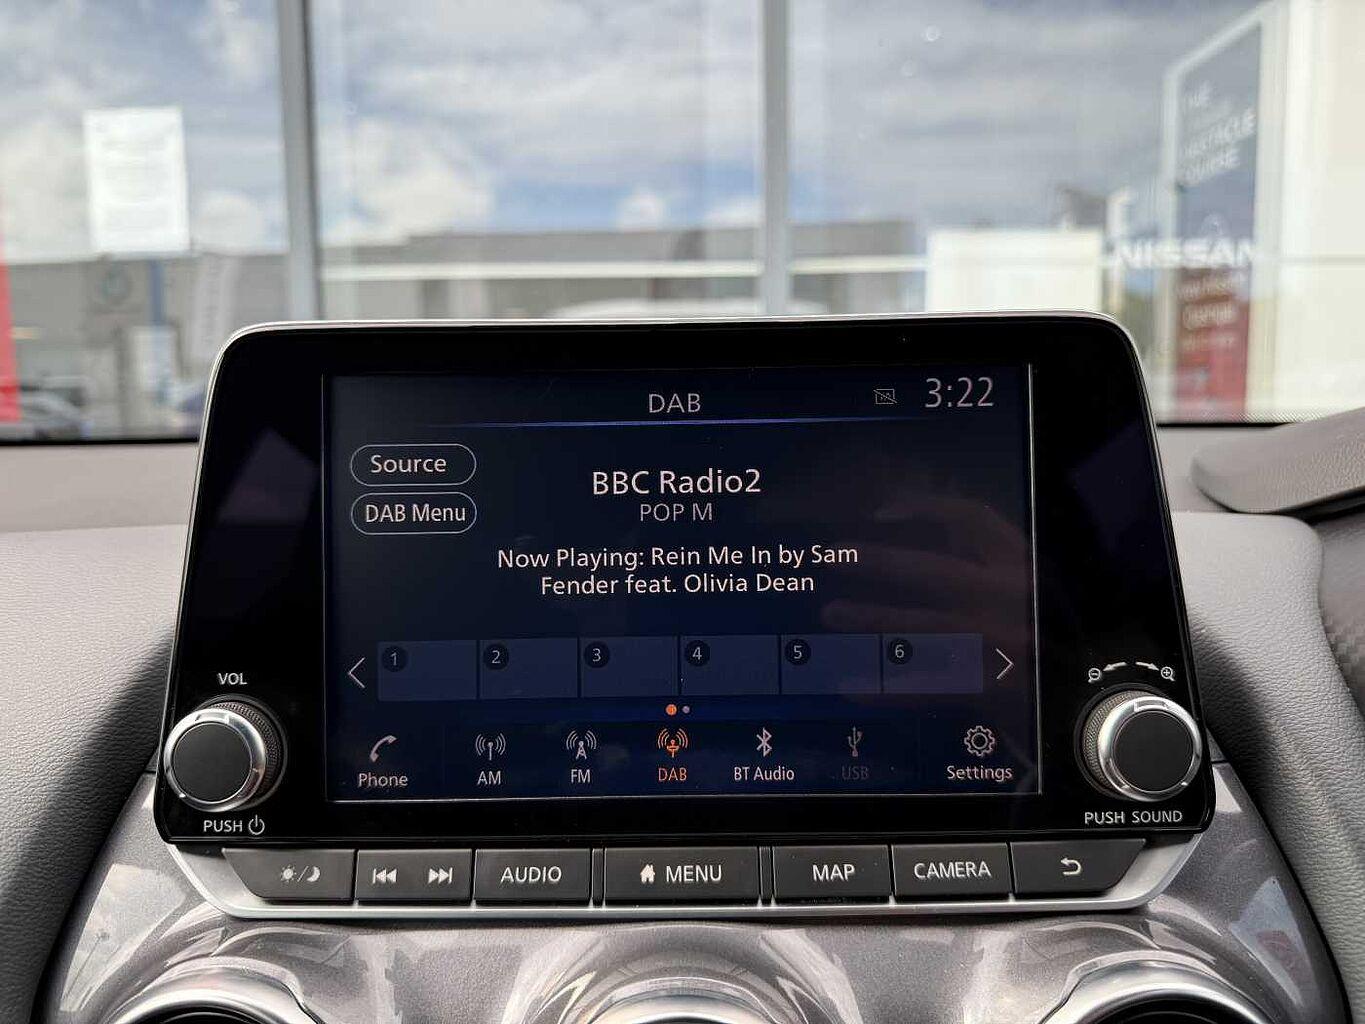 NISSAN
DAB
3:22
Source
DAB Menu
BBC Radio2
POP M
Now Playing: Rein Me In by Sam
Fender feat. Olivia Dean
1 2 3 4 5 6
VOL
Phone AM FM DAB BT Audio USB Settings
PUSH
PUSH SOUND
AUDIO MENU MAP CAMERA